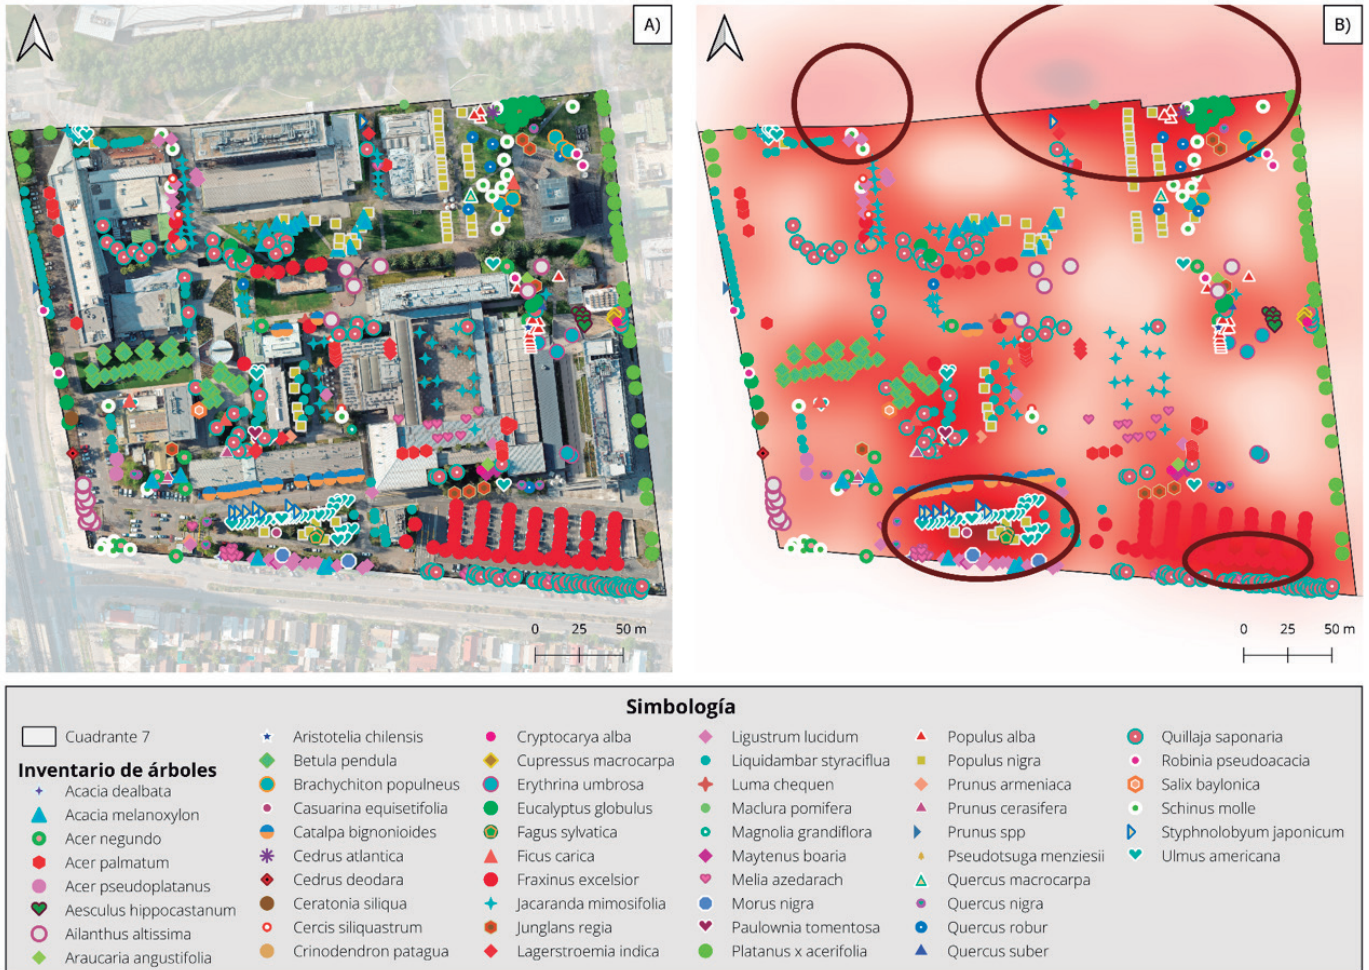 A)
B)
0 25 50 m
0 25 50 m
Simbología
Cuadrante 7
Inventario de árboles
Acacia dealbata
Acacia melanoxylon
Acer negundo
Acer palmatum
Acer pseudoplatanus
Aesculus hippocastanum
Ailanthus altissima
Araucaria angustifolia
Aristotelia chilensis
Betula pendula
Brachychiton populneus
Casuarina equisetifolia
Catalpa bignonioides
Cedrus atlantica
Cedrus deodara
Ceratonia siliqua
Cercis siliquastrum
Crinodendron patagua
Cryptocarya alba
Cupressus macrocarpa
Erythrina umbrosa
Eucalyptus globulus
Fagus sylvatica
Ficus carica
Fraxinus excelsior
Jacaranda mimosifolia
Junglans regia
Lagerstroemia indica
Ligustrum lucidum
Liquidambar styraciflua
Luma chequen
Maclura pomifera
Magnolia grandiflora
Maytenus boaria
Melia azedarach
Morus nigra
Paulownia tomentosa
Platanus x acerifolia
Populus alba
Populus nigra
Prunus armeniaca
Prunus cerasifera
Prunus spp
Pseudotsuga menziesii
Quercus macrocarpa
Quercus nigra
Quercus robur
Quercus suber
Quillaja saponaria
Robinia pseudoacacia
Salix baylonica
Schinus molle
Styphnolobyum japonicum
Ulmus americana